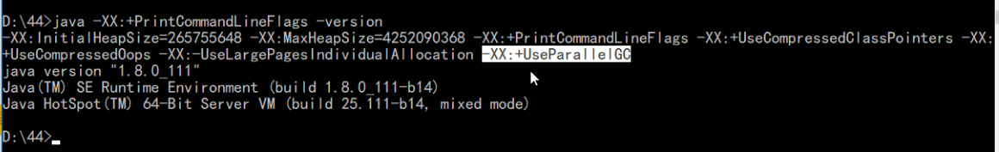 D:\44>java -XX:+PrintCommandLineFlags -version
-XX:InitialHeapSize=265755648 -XX:MaxHeapSize=4252090368 -XX:+PrintCommandLineFlags -XX:+UseCompressedClassPointers -XX:
+UseCompressedOops -XX:-UseLargePagesIndividualAllocation -XX:+UseParallelGC
java version "1.8.0_111"
Java(TM) SE Runtime Environment (build 1.8.0_111-b14)
Java HotSpot(TM) 64-Bit Server VM (build 25.111-b14, mixed mode)
D:\44>